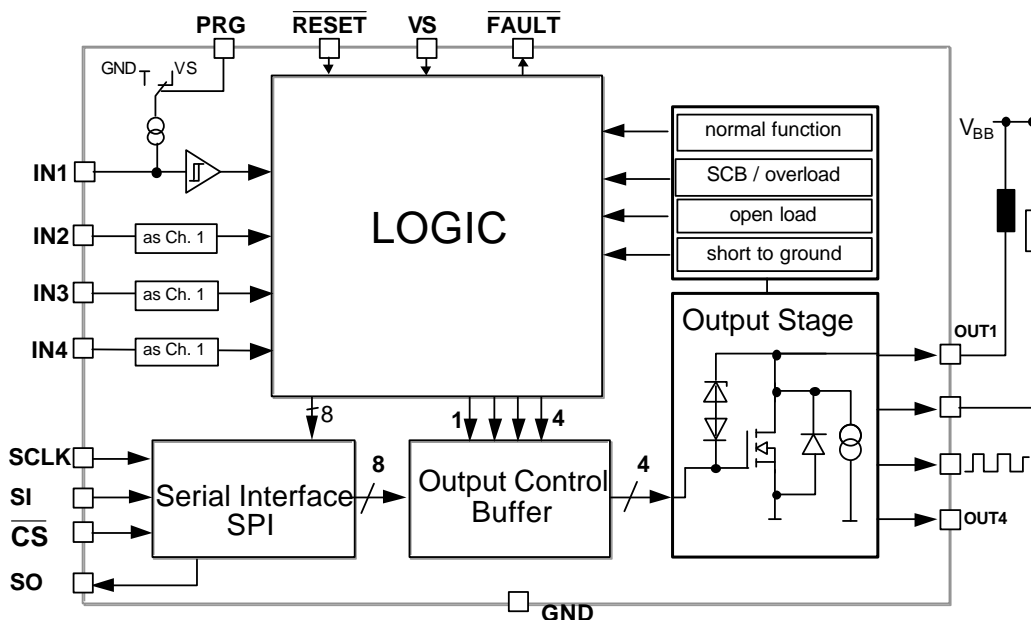 PRG
RESET
VS
FAULT
GND
VS
normal function
SCB / overload
open load
short to ground
V_BB
IN1
IN2
as Ch. 1
IN3
as Ch. 1
IN4
as Ch. 1
LOGIC
Output Stage
OUT1
8
1
4
SCLK
SI
CS
SO
Serial Interface
SPI
8
Output Control
Buffer
4
OUT4
GND